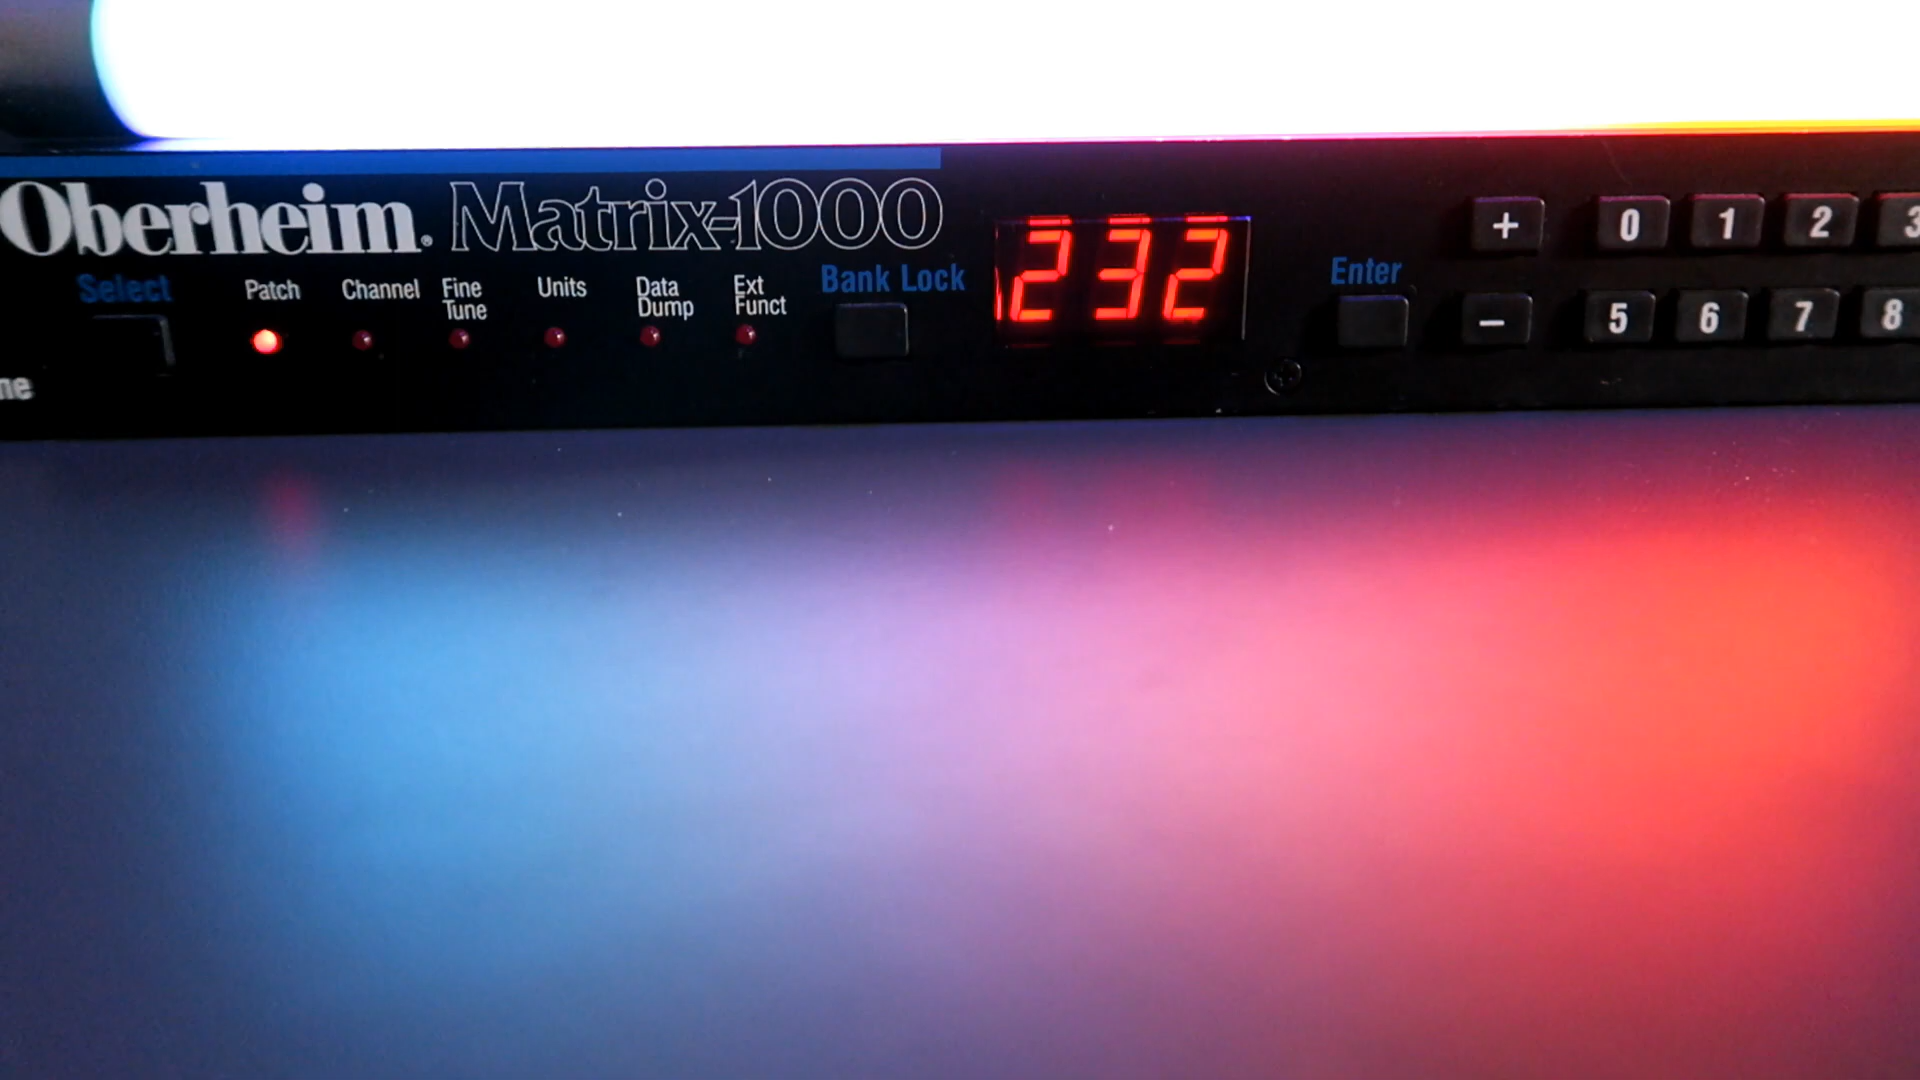 Oberheim® Matrix-1000
Select
Patch
Channel
Fine
Tune
Units
Data
Dump
Ext
Funct
Bank Lock
232
Enter
+ 0 1 2 3
- 5 6 7 8